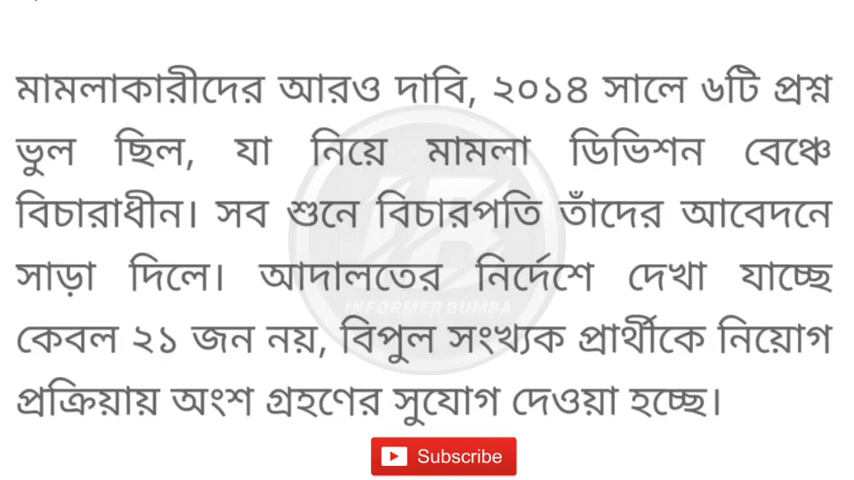 মামলাকারীদের আরও দাবি, ২০১৪ সালে ৬টি প্রশ্ন
ভুল ছিল, যা নিয়ে মামলা ডিভিশন বেঞ্চে
বিচারাধীন। সব শুনে বিচারপতি তাঁদের আবেদনে
সাড়া দিলে। আদালতের নির্দেশে দেখা যাচ্ছে
INFORMER BUMBA
কেবল ২১ জন নয়, বিপুল সংখ্যক প্রার্থীকে নিয়োগ
প্রক্রিয়ায় অংশ গ্রহণের সুযোগ দেওয়া হচ্ছে।
Subscribe